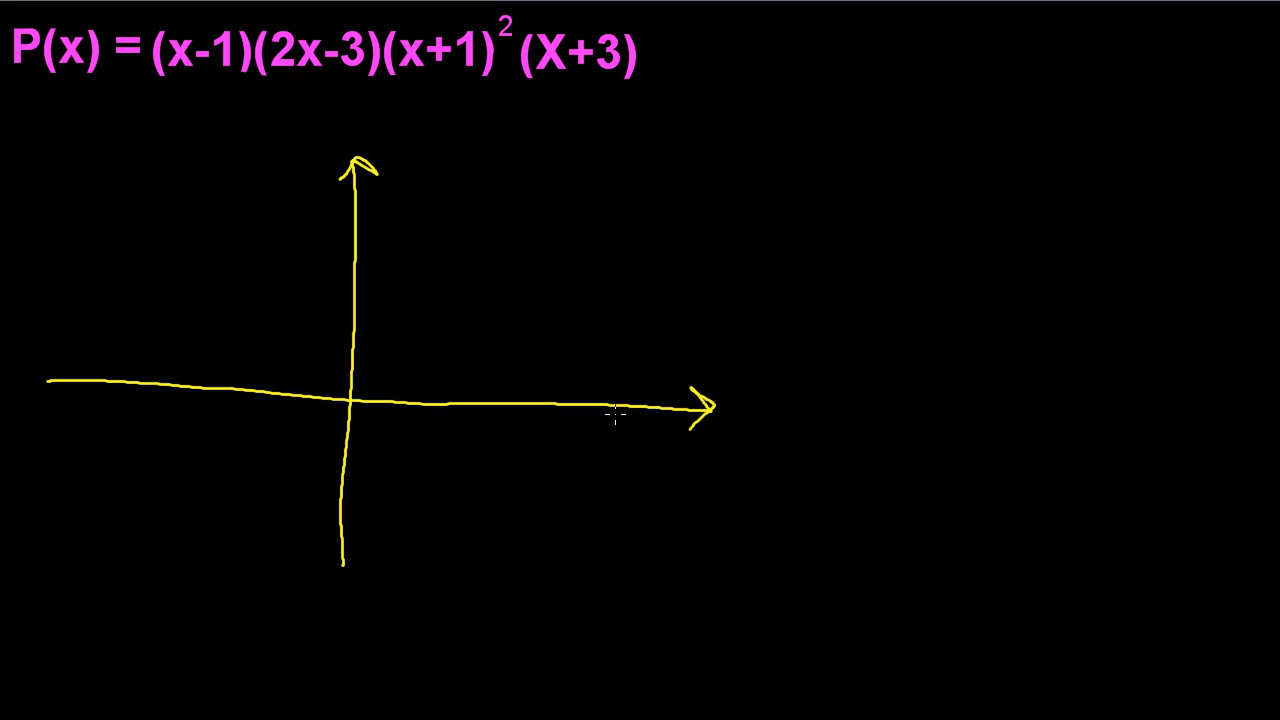 P(x) = (x-1)(2x-3)(x+1)² (X+3)